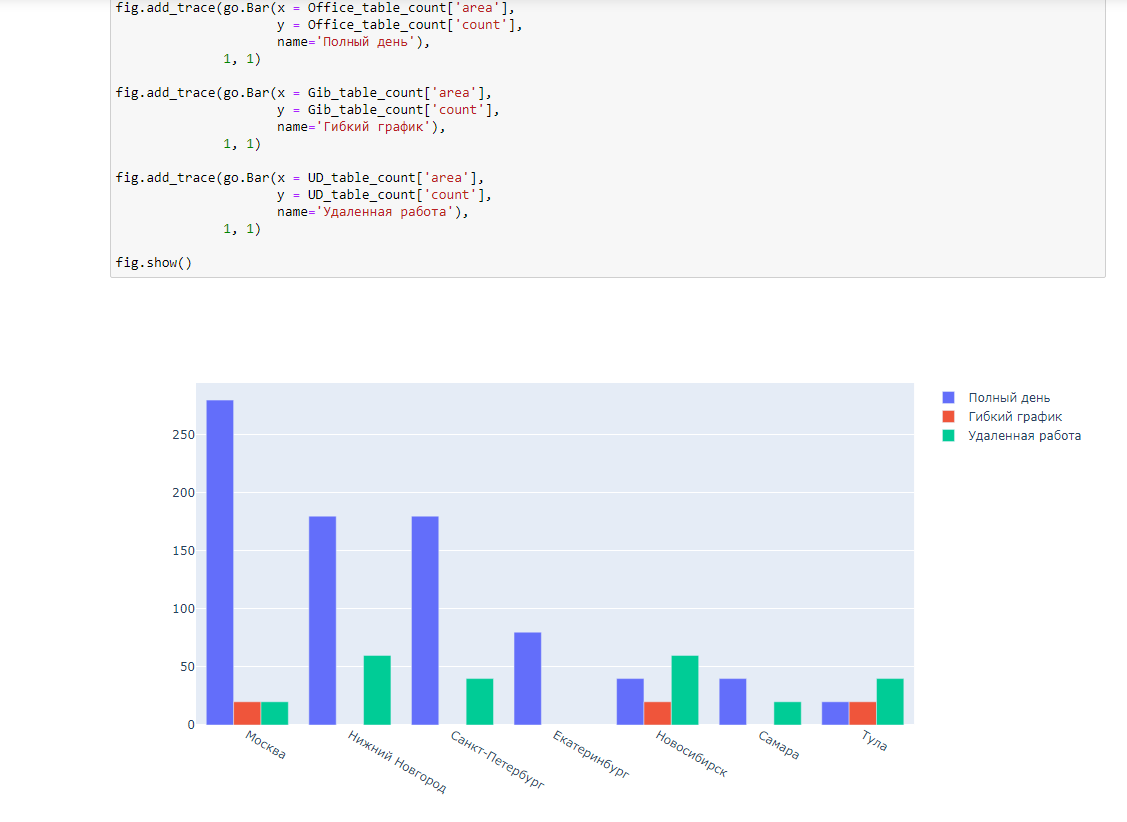 fig.add_trace(go.Bar(x = Office_table_count['area'],
y = Office_table_count['count'],
name='Полный день'),
1, 1)
fig.add_trace(go.Bar(x = Gib_table_count['area'],
y = Gib_table_count['count'],
name='Гибкий график'),
1, 1)
fig.add_trace(go.Bar(x = UD_table_count['area'],
y = UD_table_count['count'],
name='Удаленная работа'),
1, 1)
fig.show()
Полный день
Гибкий график
Удаленная работа
250
200
150
100
50
0
Москва
Нижний Новгород
Санкт-Петербург
Екатеринбург
Новосибирск
Самара
Тула